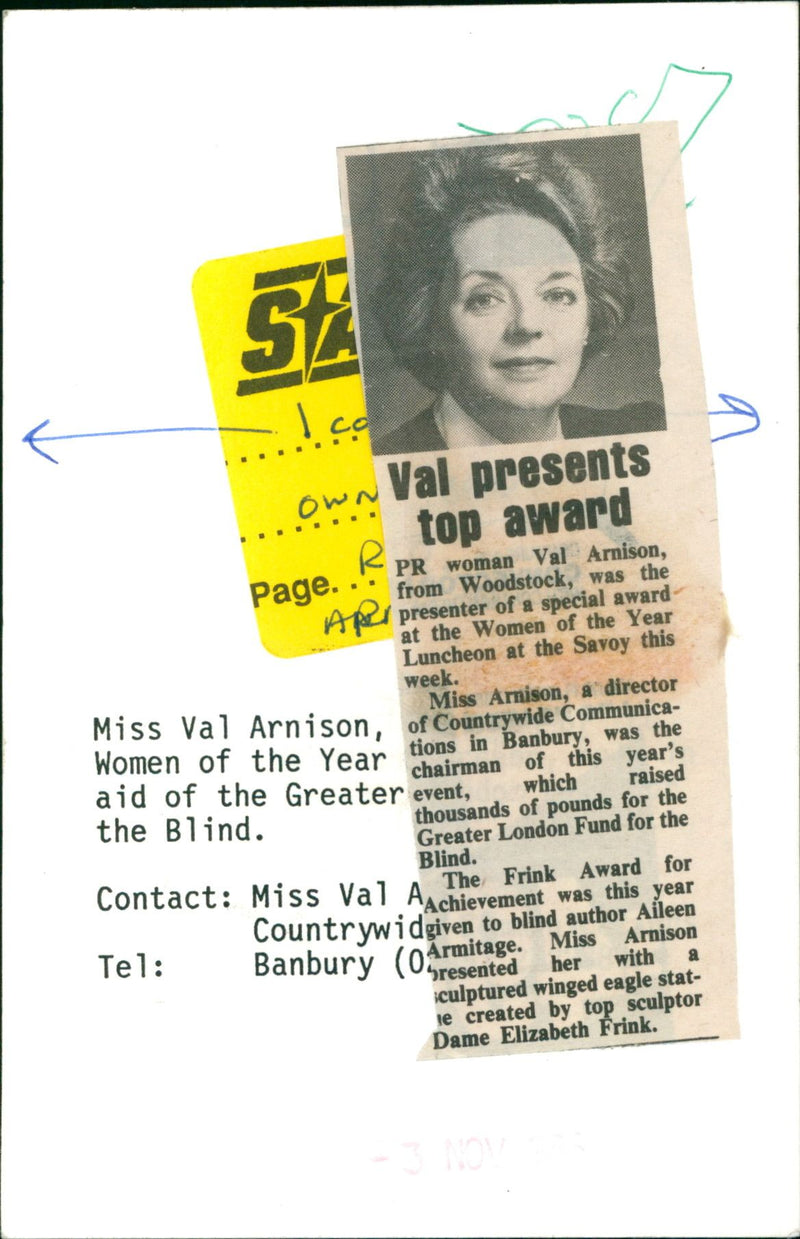 STA
1 co
OWN
R
Page.
APRI
Val presents
top award
PR woman Val Arnison,
from Woodstock, was the
presenter of a special award
at the Women of the Year
Luncheon at the Savoy this
week.
Miss Arnison, a director
of Countrywide Communica-
tions in Banbury, was the
chairman of this year's
event, which raised
thousands of pounds for the
Greater London Fund for the
Blind.
The Frink Award for
Achievement was this year
given to blind author Aileen
Armitage. Miss Arnison
presented her with a
sculptured winged eagle stat-
ue created by top sculptor
Dame Elizabeth Frink.
Miss Val Arnison,
Women of the Year
aid of the Greater
the Blind.
Contact: Miss Val A
Countrywid
Tel: Banbury (0
-3 NOV